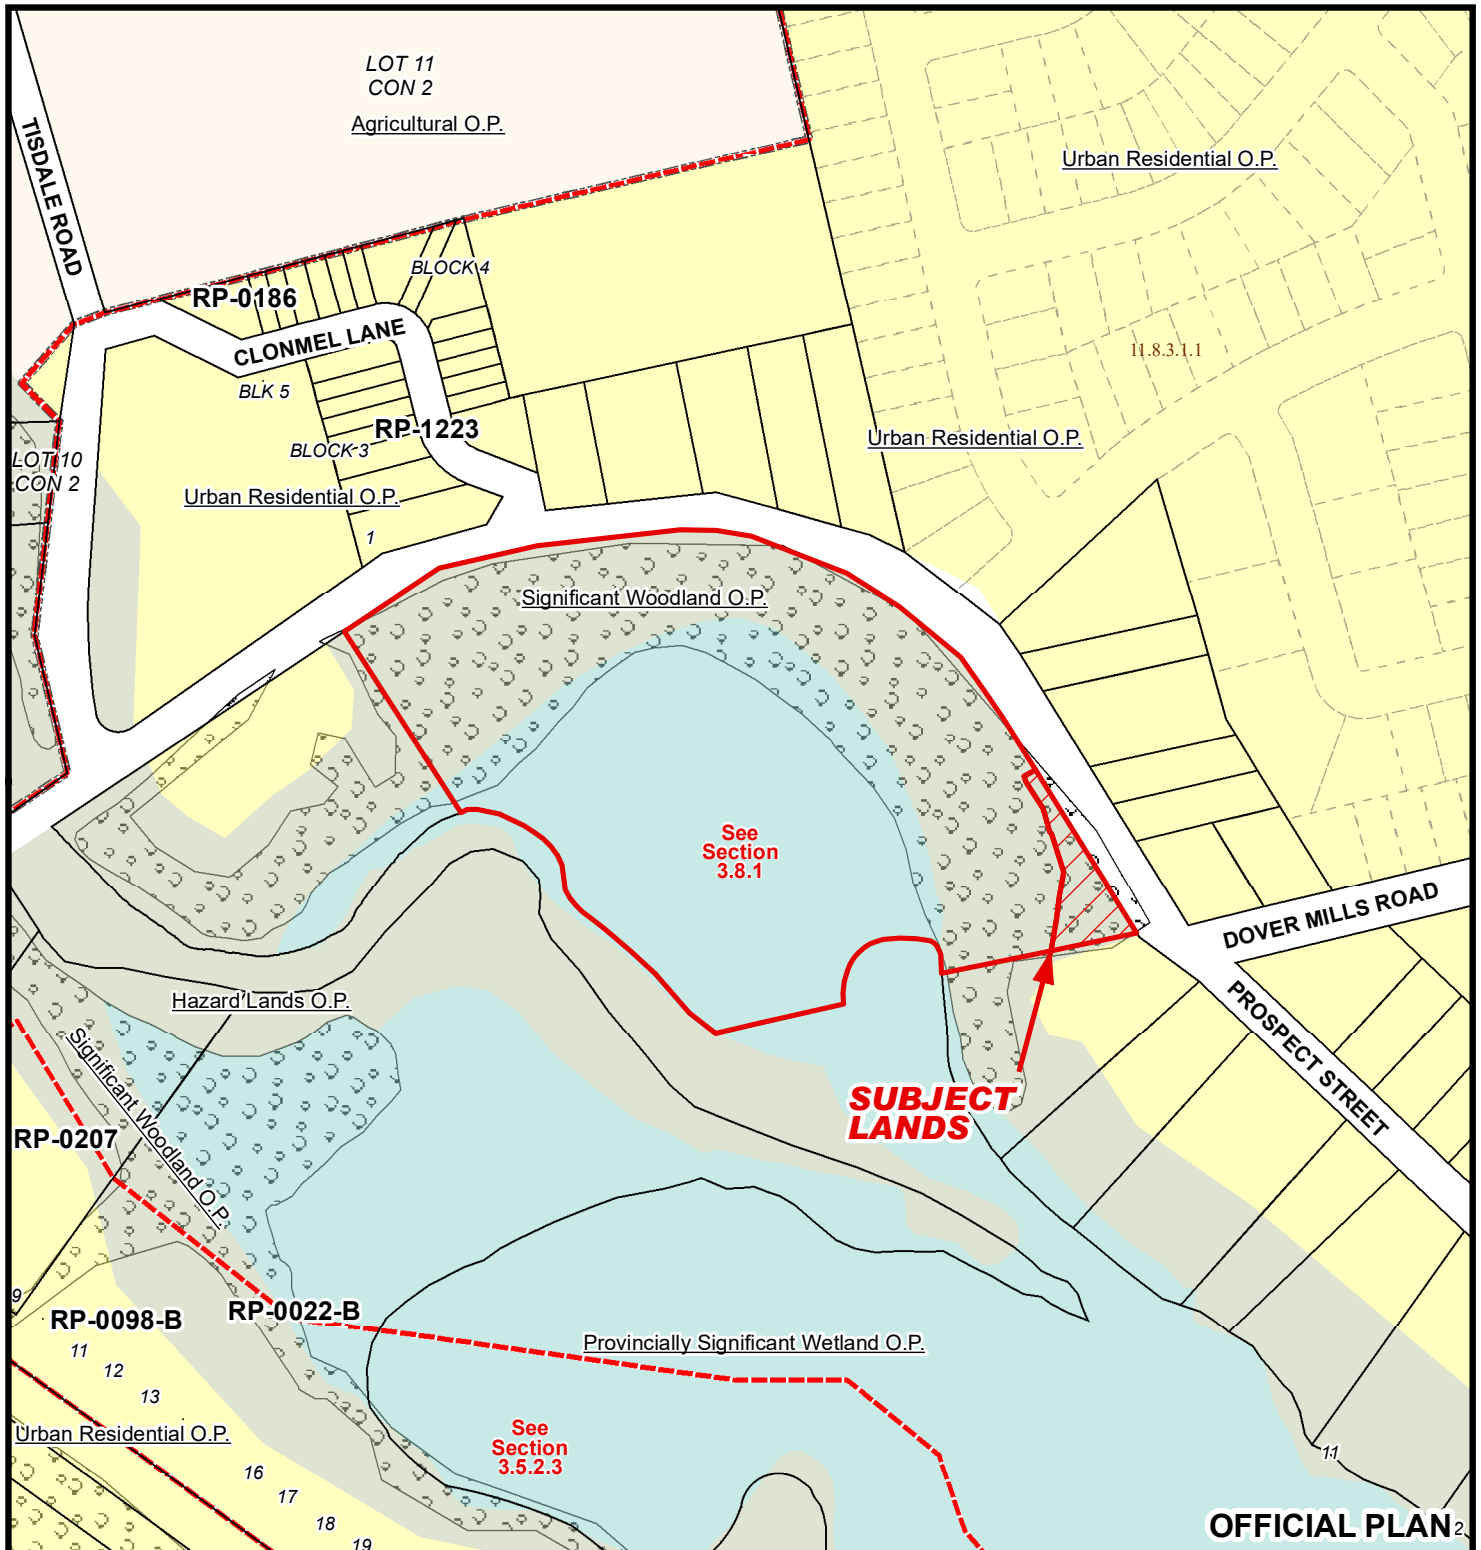 LOT 11
CON 2
Agricultural O.P.
TISDALE ROAD
Urban Residential O.P.
BLOCK 4
RP-0186
CLONMEL LANE
11.8.3.1.1
BLK 5
RP-1223
Urban Residential O.P.
BLOCK 3
LOT 10
CON 2
Urban Residential O.P.
1
Significant Woodland O.P.
See
Section
3.8.1
DOVER MILLS ROAD
Hazard Lands O.P.
PROSPECT STREET
Significant Woodland O.P.
SUBJECT
LANDS
RP-0207
9
RP-0098-B
RP-0022-B
11
Provincially Significant Wetland O.P.
12
13
Urban Residential O.P.
See
Section
3.5.2.3
11
16
17
18
19
OFFICIAL PLAN
2